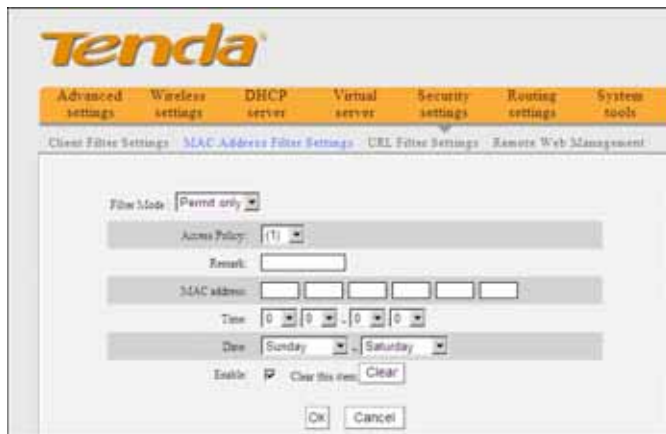 Tenda
Advanced settings Wireless settings DHCP server Virtual server Security settings Routing settings System tools
Client Filter Settings MAC Address Filter Settings URL Filter Settings Remote Web Management
Filter Mode: Permit only
Access Policy: (1)
Remark:
MAC address:
Time: 0 0 - 0 0
Date: Sunday - Saturday
Enable: Clear this item: Clear
OK Cancel